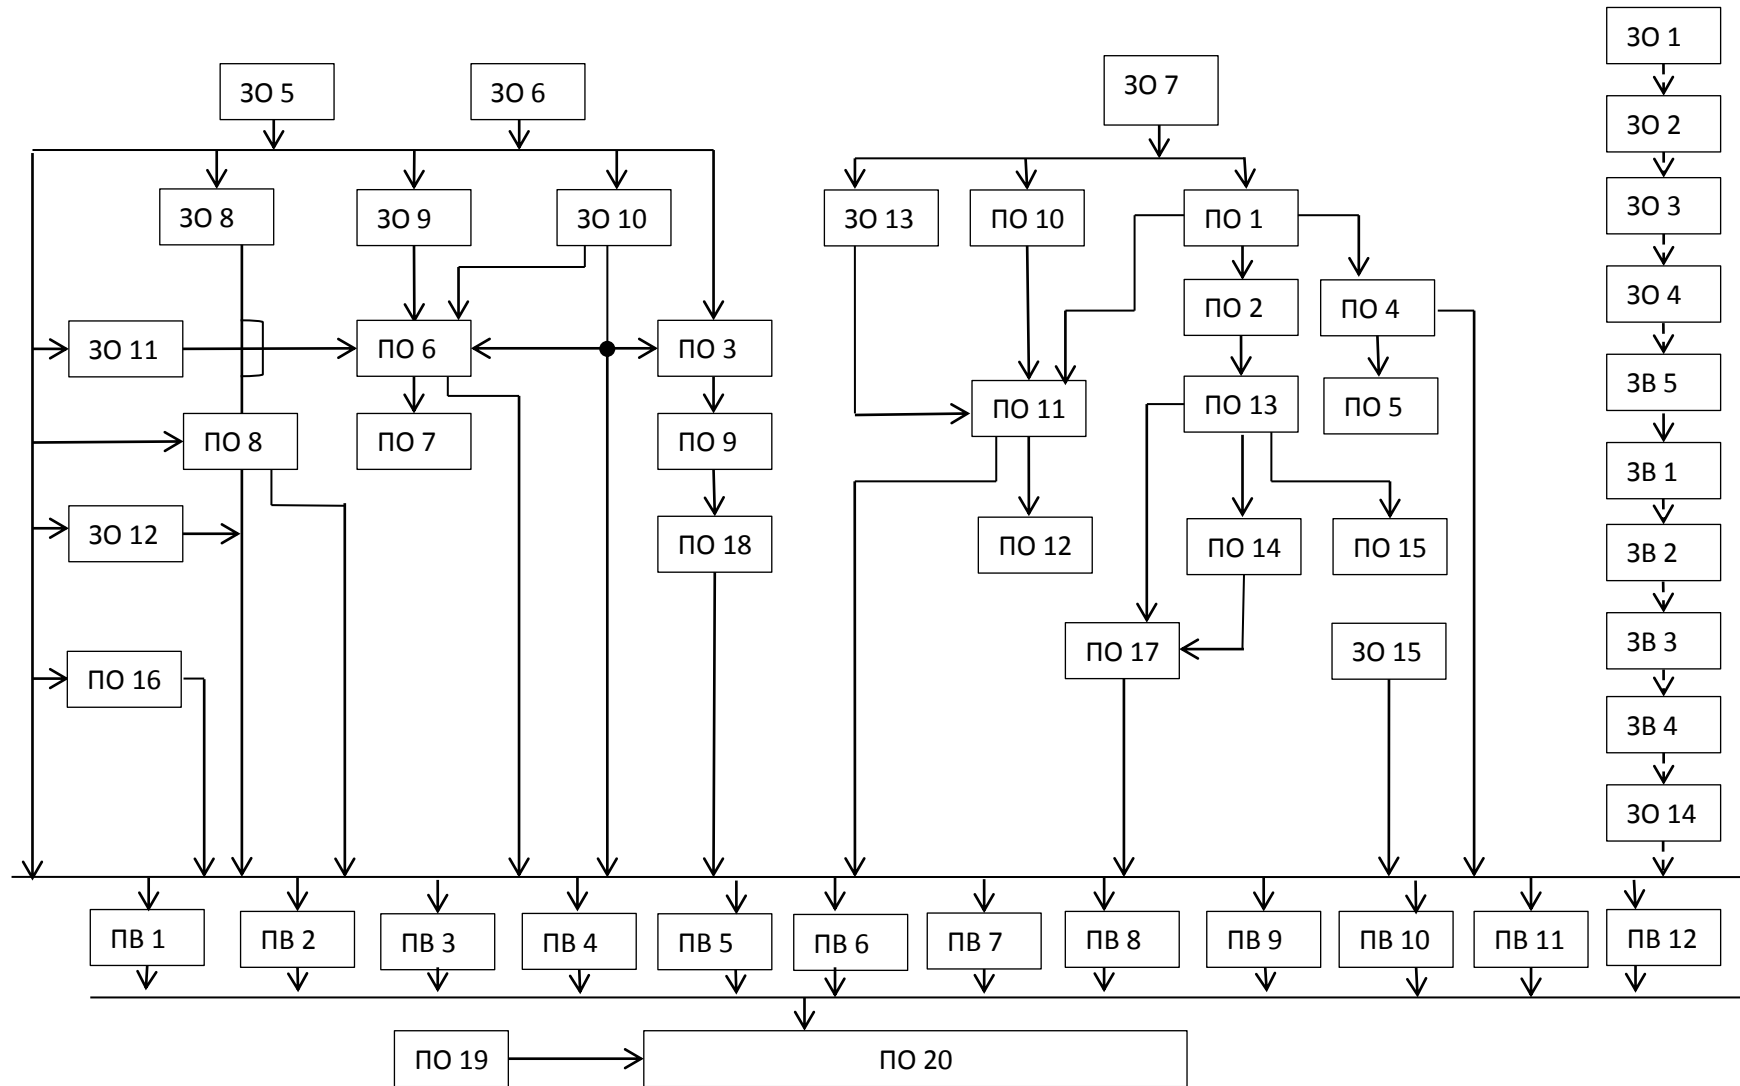 ЗО 1
ЗО 5
ЗО 6
ЗО 7
ЗО 2
ЗО 8
ЗО 9
ЗО 10
ЗО 13
ПО 10
ПО 1
ЗО 3
ПО 2
ПО 4
ЗО 4
ЗО 11
ПО 6
ПО 3
ЗВ 5
ПО 11
ПО 13
ПО 5
ПО 8
ПО 7
ПО 9
ЗВ 1
ЗО 12
ПО 18
ПО 12
ПО 14
ПО 15
ЗВ 2
ПО 16
ПО 17
ЗО 15
ЗВ 3
ЗВ 4
ЗО 14
ПВ 1
ПВ 2
ПВ 3
ПВ 4
ПВ 5
ПВ 6
ПВ 7
ПВ 8
ПВ 9
ПВ 10
ПВ 11
ПВ 12
ПО 19
ПО 20